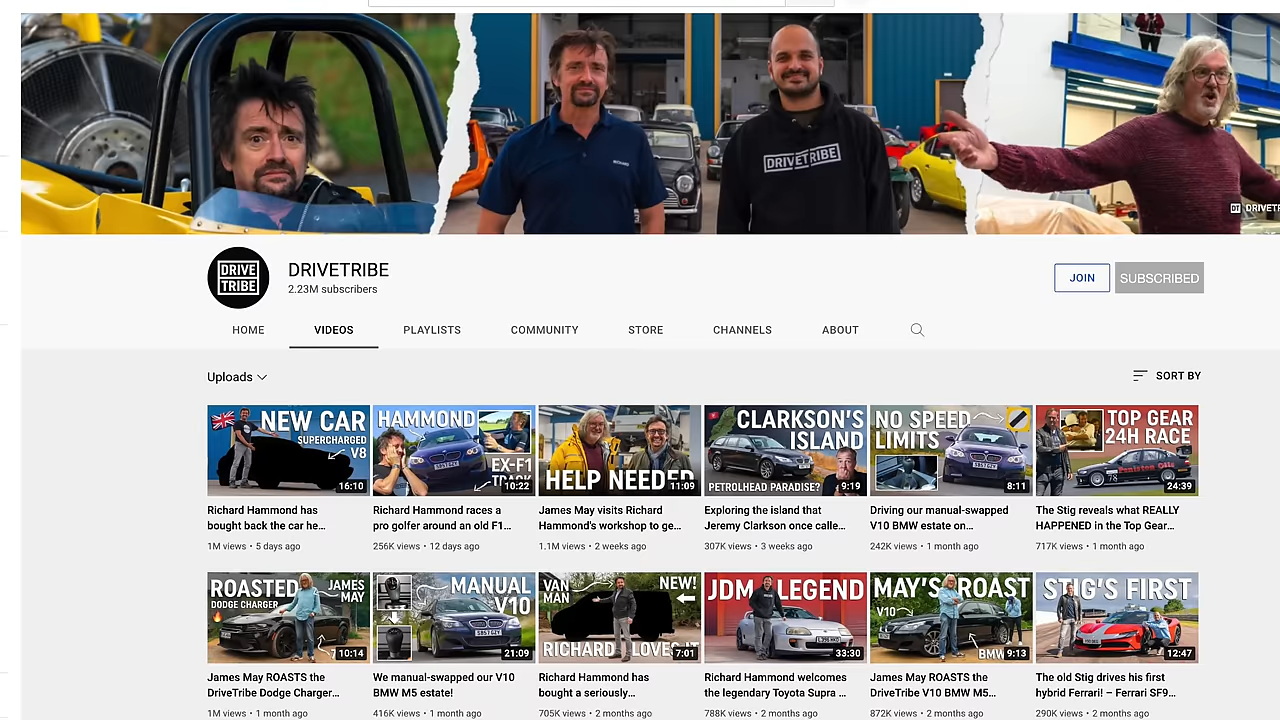 RICHARD
DRIVETRIBE
DT DRIVETR
DRIVE
TRIBE
DRIVETRIBE
2.23M subscribers
JOIN
SUBSCRIBED
HOME
VIDEOS
PLAYLISTS
COMMUNITY
STORE
CHANNELS
ABOUT
Uploads
SORT BY
NEW CAR
SUPERCHARGED
V8
16:10
HAMMOND
EX-F1
TRACK
10:22
HELP NEEDED
11:09
CLARKSON'S
ISLAND
PETROLHEAD PARADISE?
9:19
NO SPEED
LIMITS
8:11
TOP GEAR
24H RACE
Peniston Oils
78
24:39
Richard Hammond has
bought back the car he...
1M views • 5 days ago
Richard Hammond races a
pro golfer around an old F1...
256K views • 12 days ago
James May visits Richard
Hammond's workshop to ge...
1.1M views • 2 weeks ago
Exploring the island that
Jeremy Clarkson once calle...
307K views • 3 weeks ago
Driving our manual-swapped
V10 BMW estate on...
242K views • 1 month ago
The Stig reveals what REALLY
HAPPENED in the Top Gear...
717K views • 1 month ago
ROASTED
DODGE CHARGER
JAMES
MAY
10:14
MANUAL
V10
21:09
VAN
MAN
NEW!
RICHARD LOVES IT
7:01
JDM LEGEND
33:30
MAY'S ROAST
V10
BMW
9:13
STIG'S FIRST
12:47
James May ROASTS the
DriveTribe Dodge Charger...
1M views • 1 month ago
We manual-swapped our V10
BMW M5 estate!
416K views • 1 month ago
Richard Hammond has
bought a seriously...
705K views • 2 months ago
Richard Hammond welcomes
the legendary Toyota Supra ...
788K views • 2 months ago
James May ROASTS the
DriveTribe V10 BMW M5...
872K views • 2 months ago
The old Stig drives his first
hybrid Ferrari! – Ferrari SF9...
290K views • 2 months ago